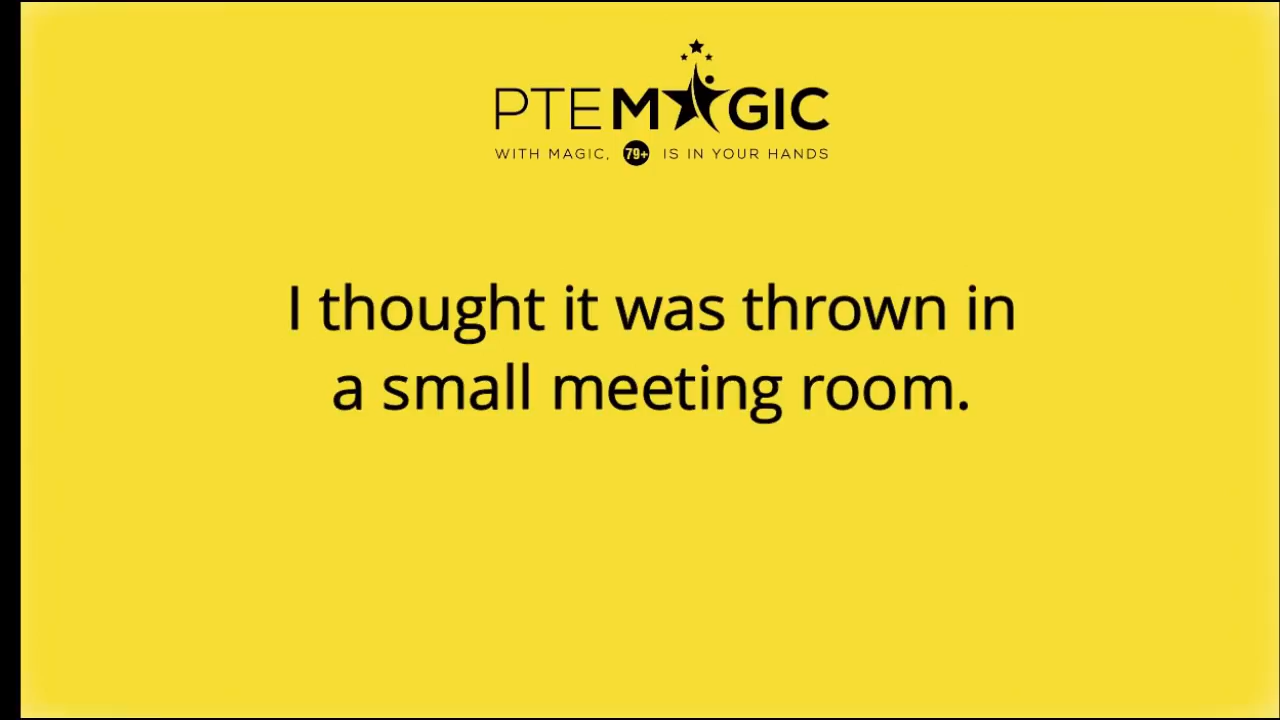 PTEMAGIC
WITH MAGIC, 79+ IS IN YOUR HANDS
I thought it was thrown in
a small meeting room.